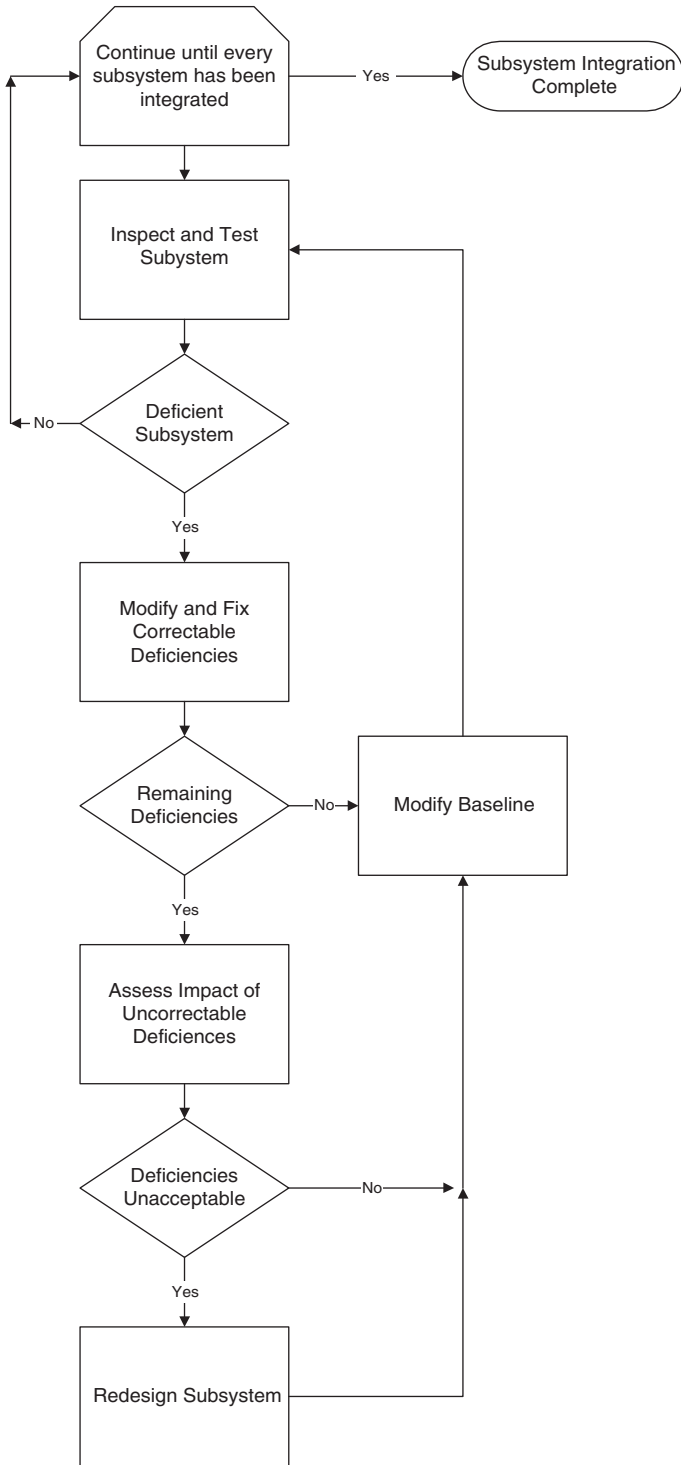 Continue until every
subsystem has been
integrated
Yes
Subsystem Integration
Complete
Inspect and Test
Subystem
Deficient
Subsystem
No
Yes
Modify and Fix
Correctable
Deficiencies
Remaining
Deficiencies
No
Modify Baseline
Yes
Assess Impact of
Uncorrectable
Deficiences
Deficiencies
Unacceptable
No
Yes
Redesign Subsystem